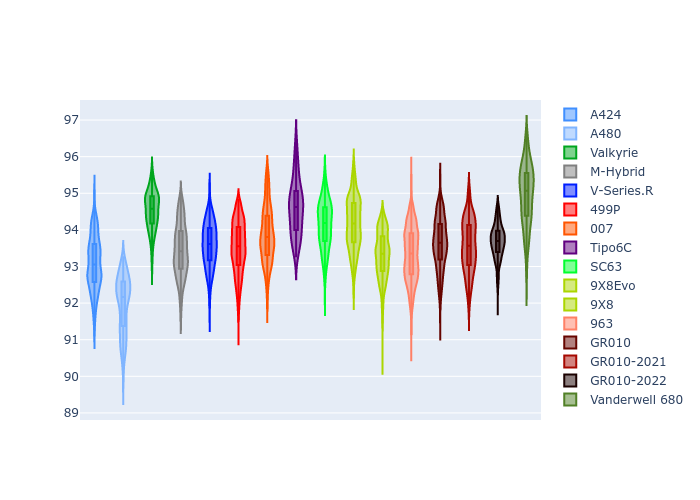 97
96
95
94
93
92
91
90
89
A424
A480
Valkyrie
M-Hybrid
V-Series.R
499P
007
Tipo6C
SC63
9X8Evo
9X8
963
GR010
GR010-2021
GR010-2022
Vanderwell 680